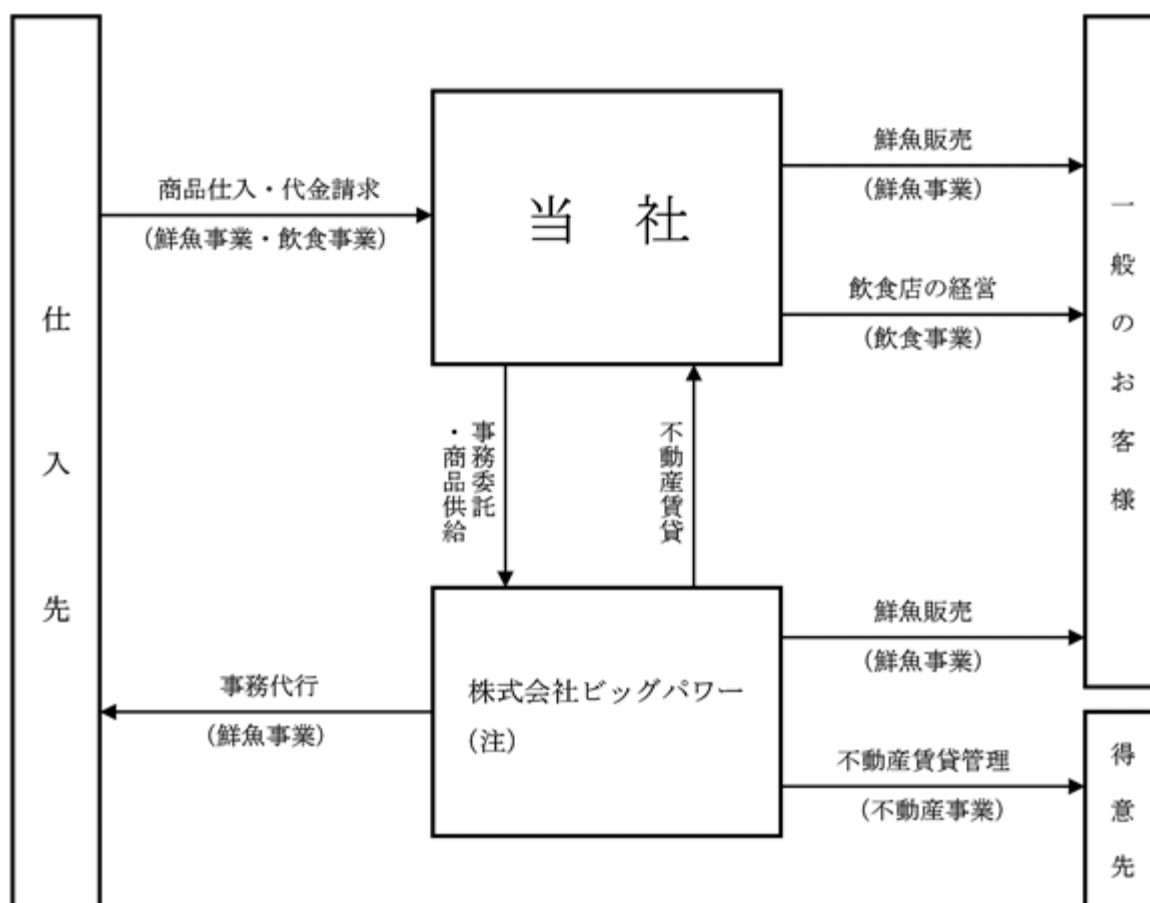 仕入先
商品仕入・代金請求
(鮮魚事業・飲食事業)
当 社
鮮魚販売
(鮮魚事業)
飲食店の経営
(飲食事業)
一般のお客様
事務委託
・商品供給
不動産賃貸
事務代行
(鮮魚事業)
株式会社ビッグパワー
(注)
鮮魚販売
(鮮魚事業)
不動産賃貸管理
(不動産事業)
得意先